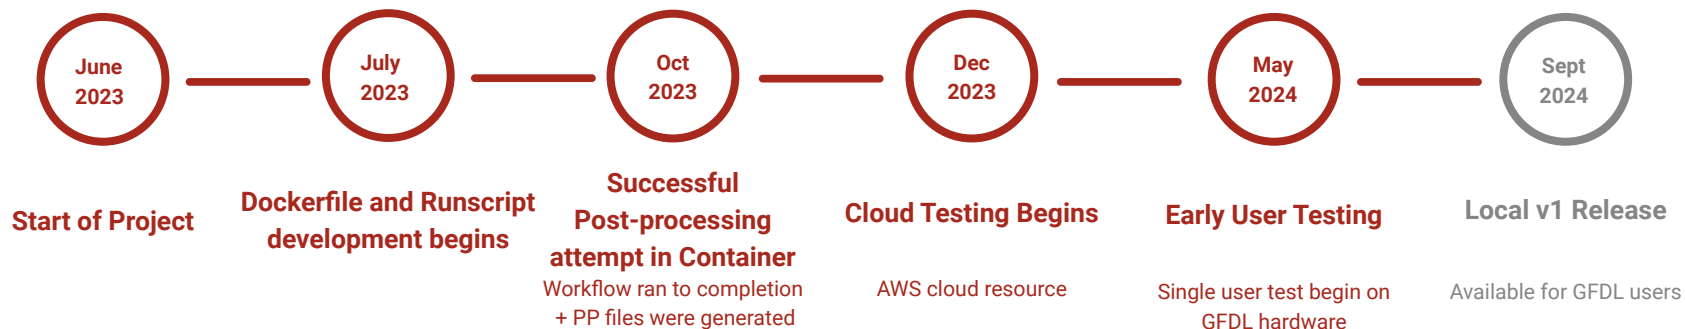 June
2023
July
2023
Oct
2023
Dec
2023
May
2024
Sept
2024
Start of Project
Dockerfile and Runscript
development begins
Successful
Post-processing
attempt in Container
Workflow ran to completion
+ PP files were generated
Cloud Testing Begins
AWS cloud resource
Early User Testing
Single user test begin on
GFDL hardware
Local v1 Release
Available for GFDL users